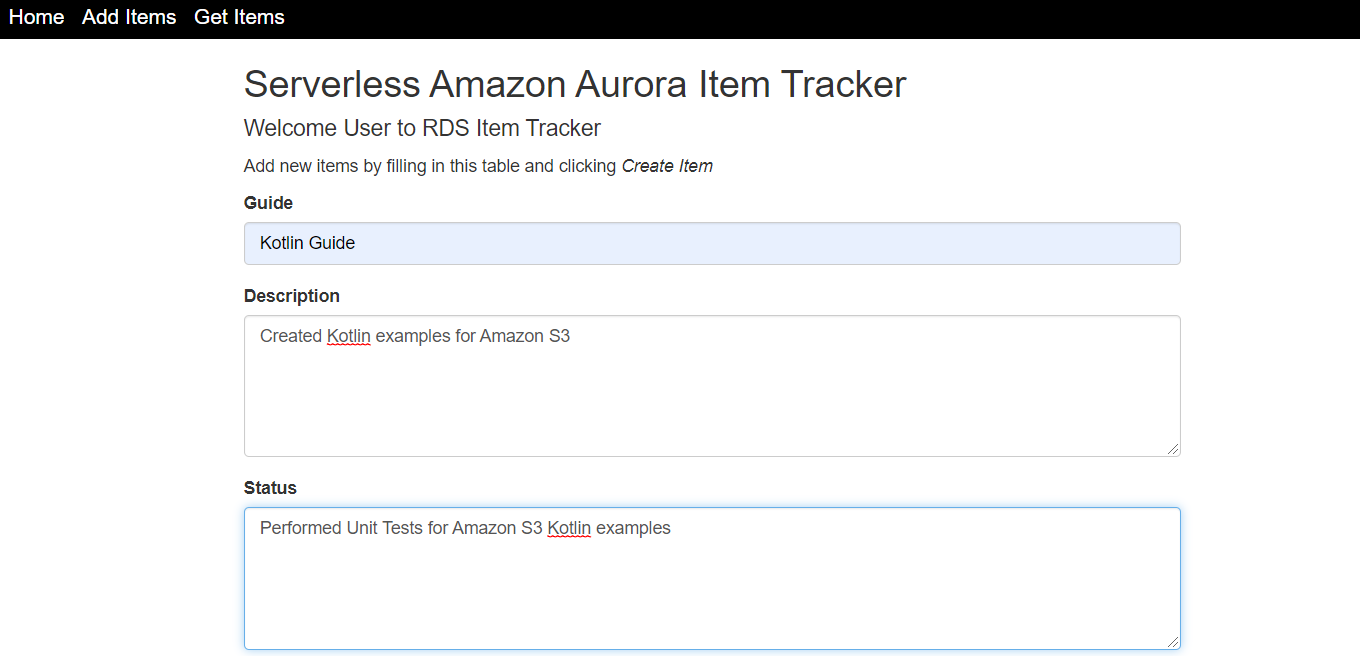 Home Add Items Get Items
Serverless Amazon Aurora Item Tracker
Welcome User to RDS Item Tracker
Add new items by filling in this table and clicking Create Item
Guide
Kotlin Guide
Description
Created Kotlin examples for Amazon S3
Status
Performed Unit Tests for Amazon S3 Kotlin examples